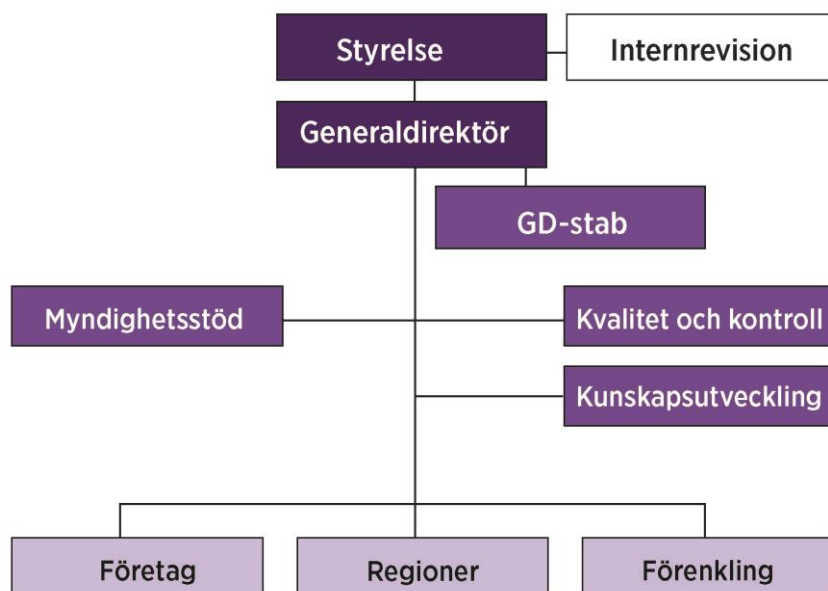 Styrelse
Internrevision
Generaldirektör
GD-stab
Myndighetsstöd
Kvalitet och kontroll
Kunskapsutveckling
Företag
Regioner
Förenkling